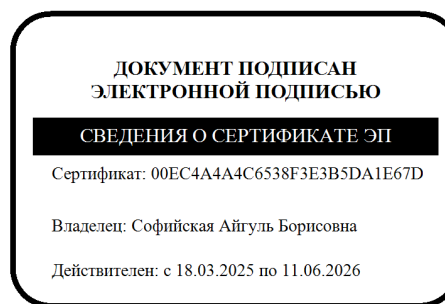 ДОКУМЕНТ ПОДПИСАН
ЭЛЕКТРОННОЙ ПОДПИСЬЮ
СВЕДЕНИЯ О СЕРТИФИКАТЕ ЭП
Сертификат: 00EC4A4A4C6538F3E3B5DA1E67D
Владелец: Софийская Айгуль Борисовна
Действителен: с 18.03.2025 по 11.06.2026